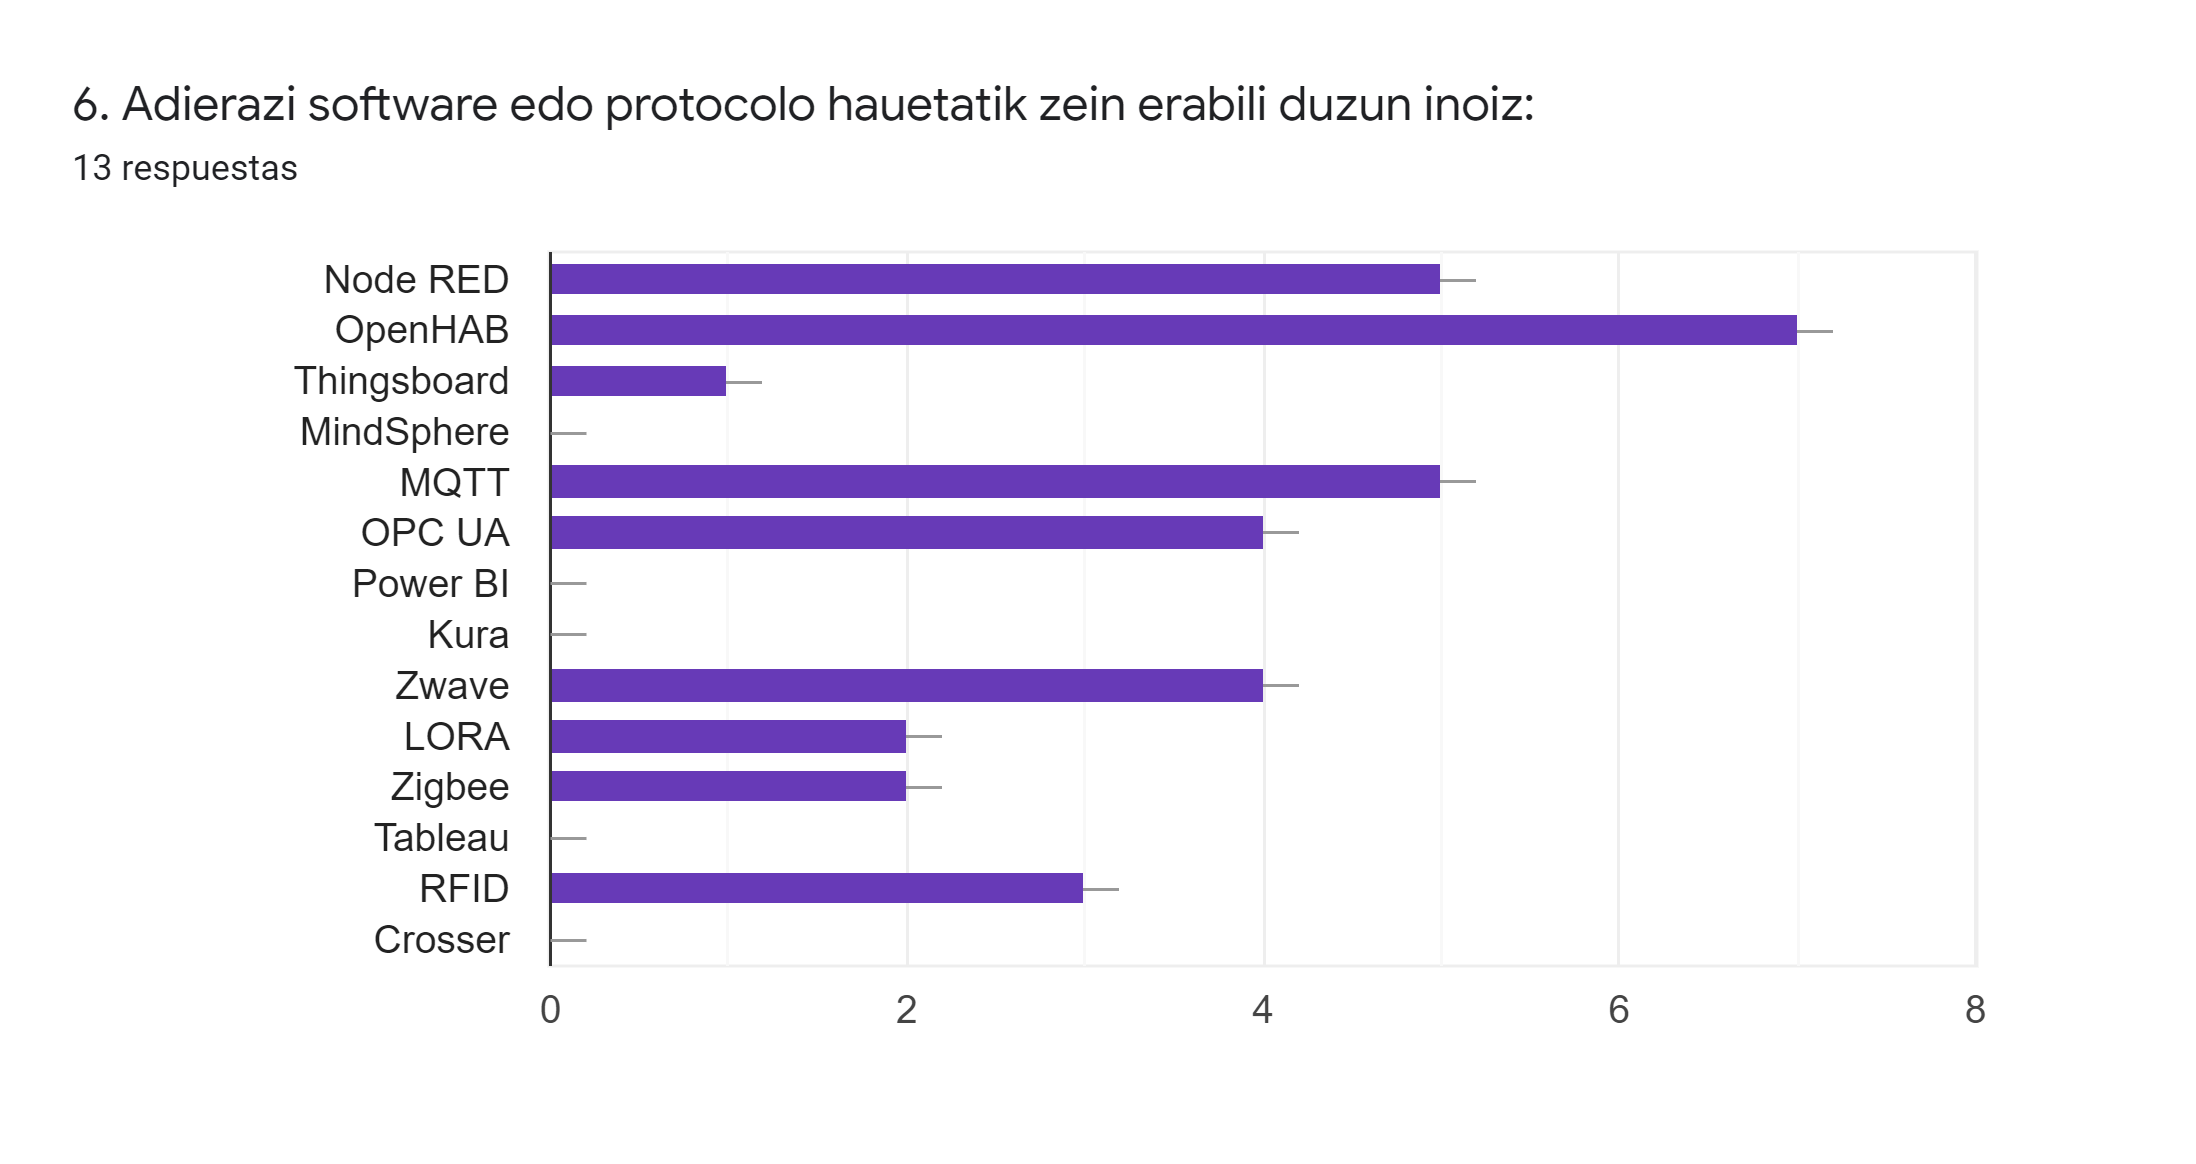 6. Adierazi software edo protocolo hauetatik zein erabili duzun inoiz:
13 respuestas
Node RED
OpenHAB
Thingsboard
MindSphere
MQTT
OPC UA
Power BI
Kura
Zwave
LORA
Zigbee
Tableau
RFID
Crosser
0 2 4 6 8